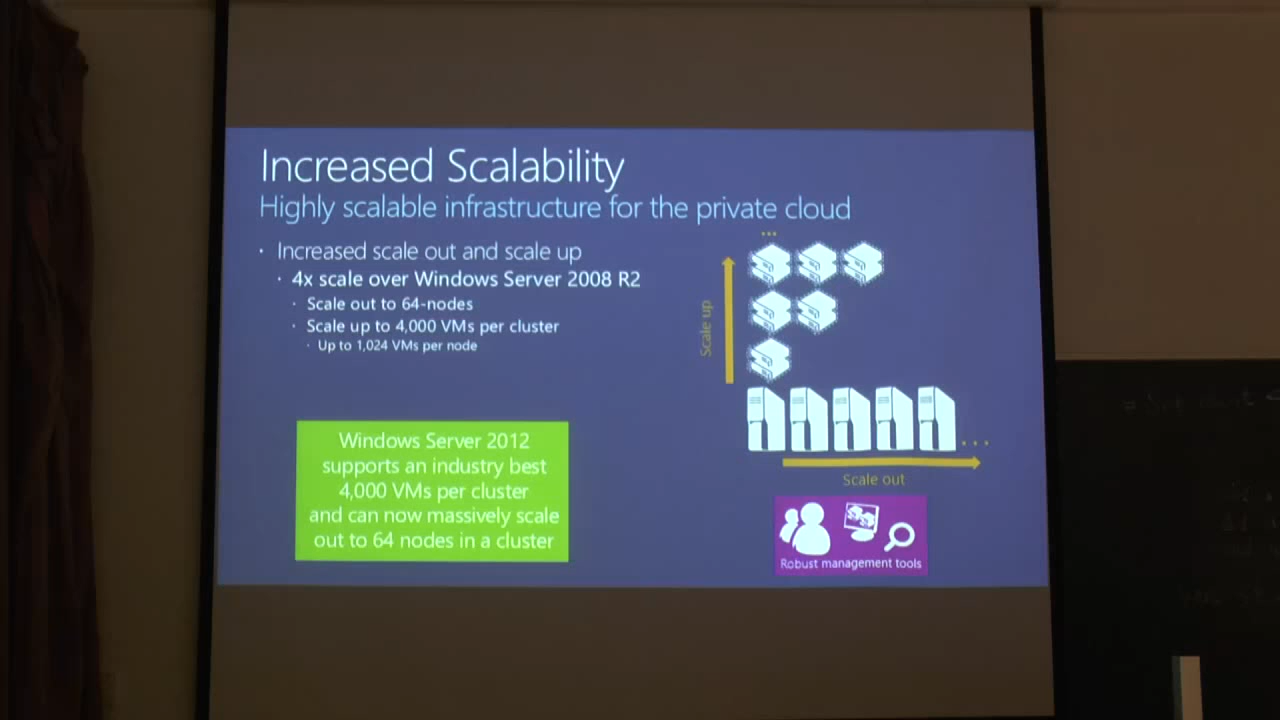 Increased Scalability
Highly scalable infrastructure for the private cloud
• Increased scale out and scale up
• 4x scale over Windows Server 2008 R2
• Scale out to 64-nodes
• Scale up to 4,000 VMs per cluster
• Up to 1,024 VMs per node
...
Scale up
...
Scale out
Windows Server 2012
supports an industry best
4,000 VMs per cluster
and can now massively scale
out to 64 nodes in a cluster
Robust management tools